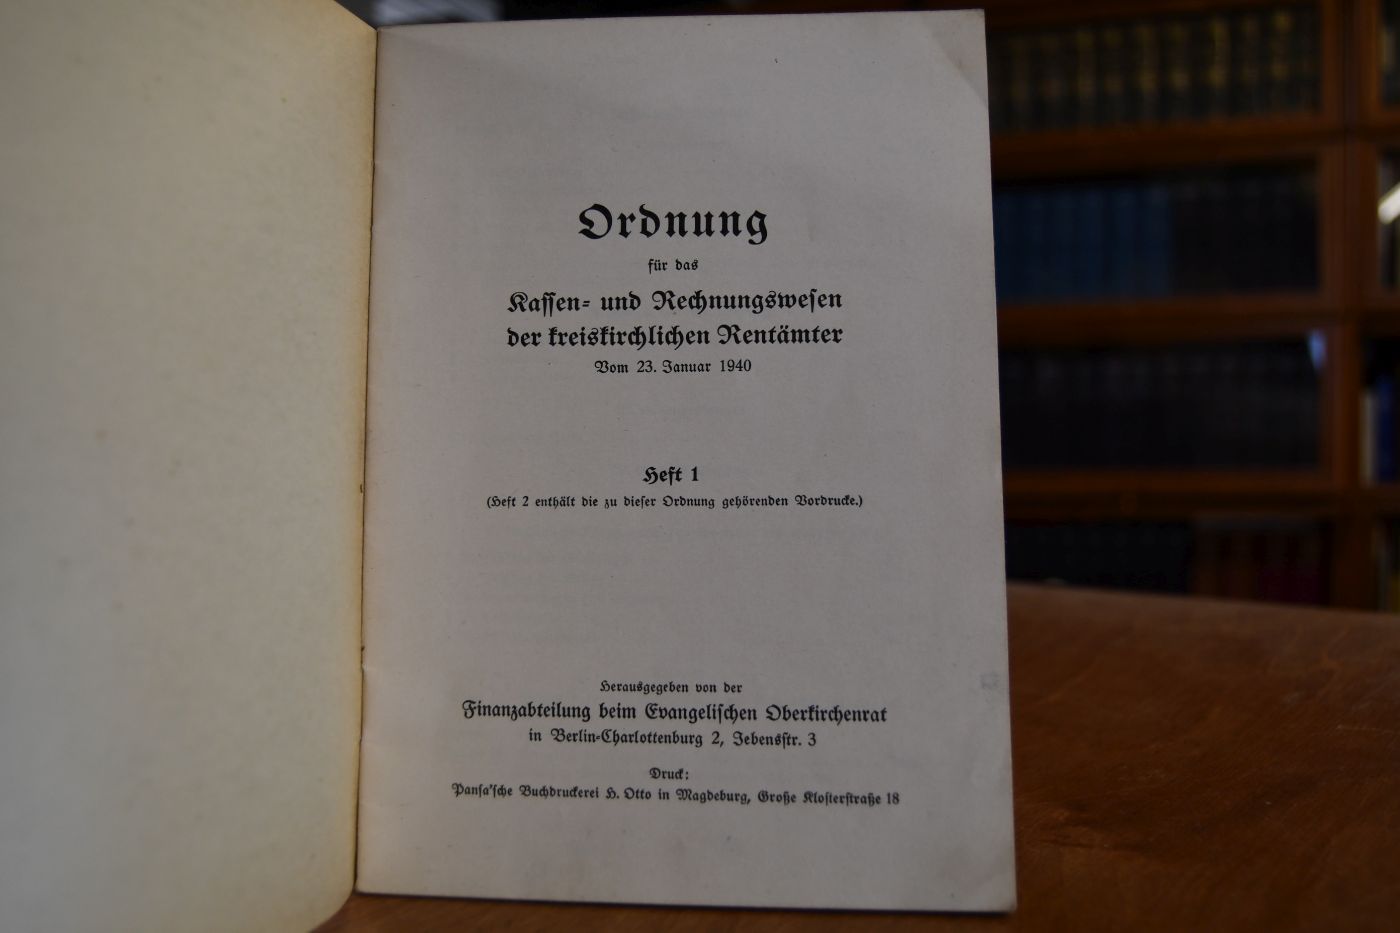 Ordnung
für das
Kassen- und Rechnungswesen
der kreiskirchlichen Rentämter
Vom 23. Januar 1940
Heft 1
(Heft 2 enthält die zu dieser Ordnung gehörenden Vordrucke.)
Herausgegeben von der
Finanzabteilung beim Evangelischen Oberkirchenrat
in Berlin-Charlottenburg 2, Jebensstr. 3
Druck:
Pansa'sche Buchdruckerei H. Otto in Magdeburg, Große Klosterstraße 18